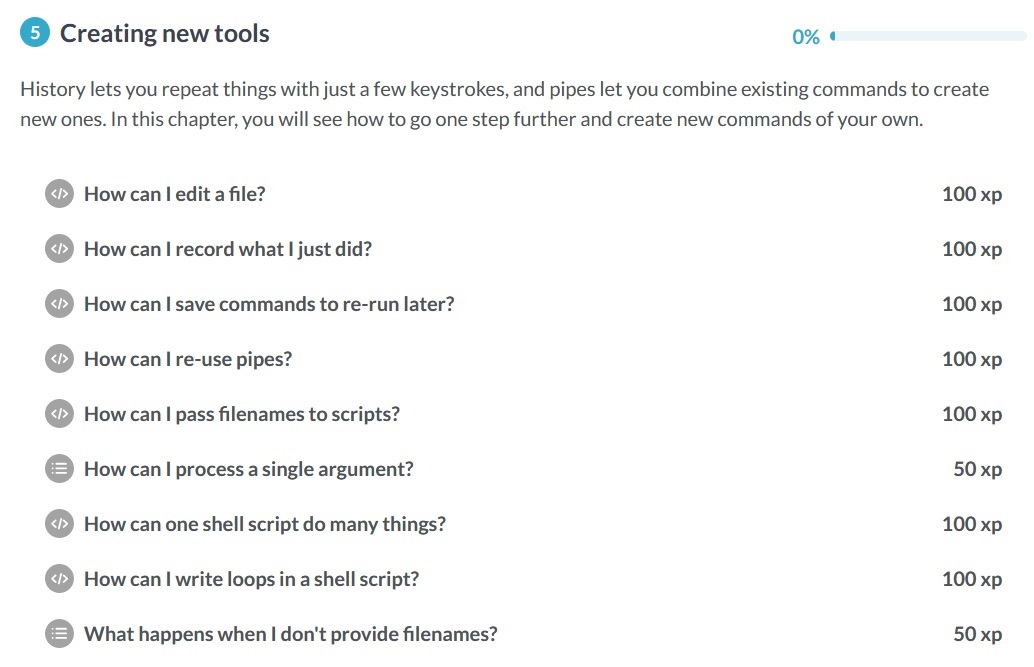 5 Creating new tools 0%
History lets you repeat things with just a few keystrokes, and pipes let you combine existing commands to create
new ones. In this chapter, you will see how to go one step further and create new commands of your own.
How can I edit a file? 100 xp
How can I record what I just did? 100 xp
How can I save commands to re-run later? 100 xp
How can I re-use pipes? 100 xp
How can I pass filenames to scripts? 100 xp
How can I process a single argument? 50 xp
How can one shell script do many things? 100 xp
How can I write loops in a shell script? 100 xp
What happens when I don't provide filenames? 50 xp